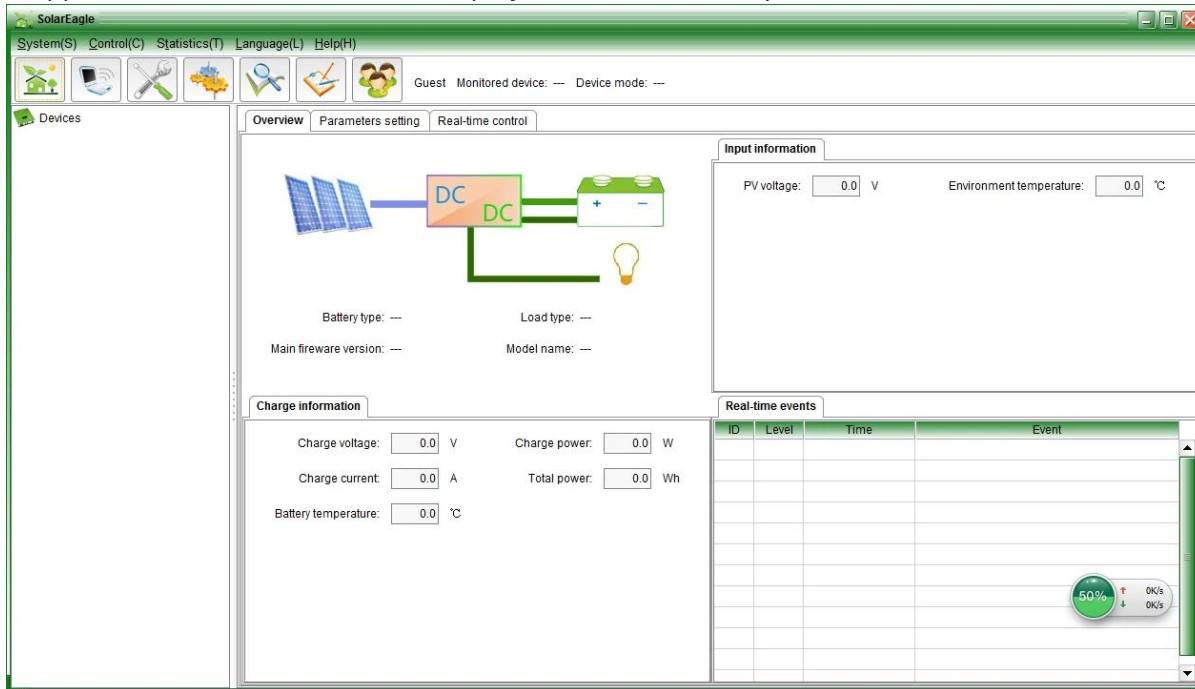 SolarEagle
System(S) Control(C) Statistics(T) Language(L) Help(H)
Guest Monitored device: --- Device mode: ---
Devices
Overview Parameters setting Real-time control
DC
DC
+ −
Battery type: --- Load type: ---
Main fireware version: --- Model name: ---
Input information
PV voltage: 0.0 V Environment temperature: 0.0 ℃
Charge information
Charge voltage: 0.0 V Charge power: 0.0 W
Charge current: 0.0 A Total power: 0.0 Wh
Battery temperature: 0.0 ℃
Real-time events
ID Level Time Event
50% ↑ 0K/s
↓ 0K/s